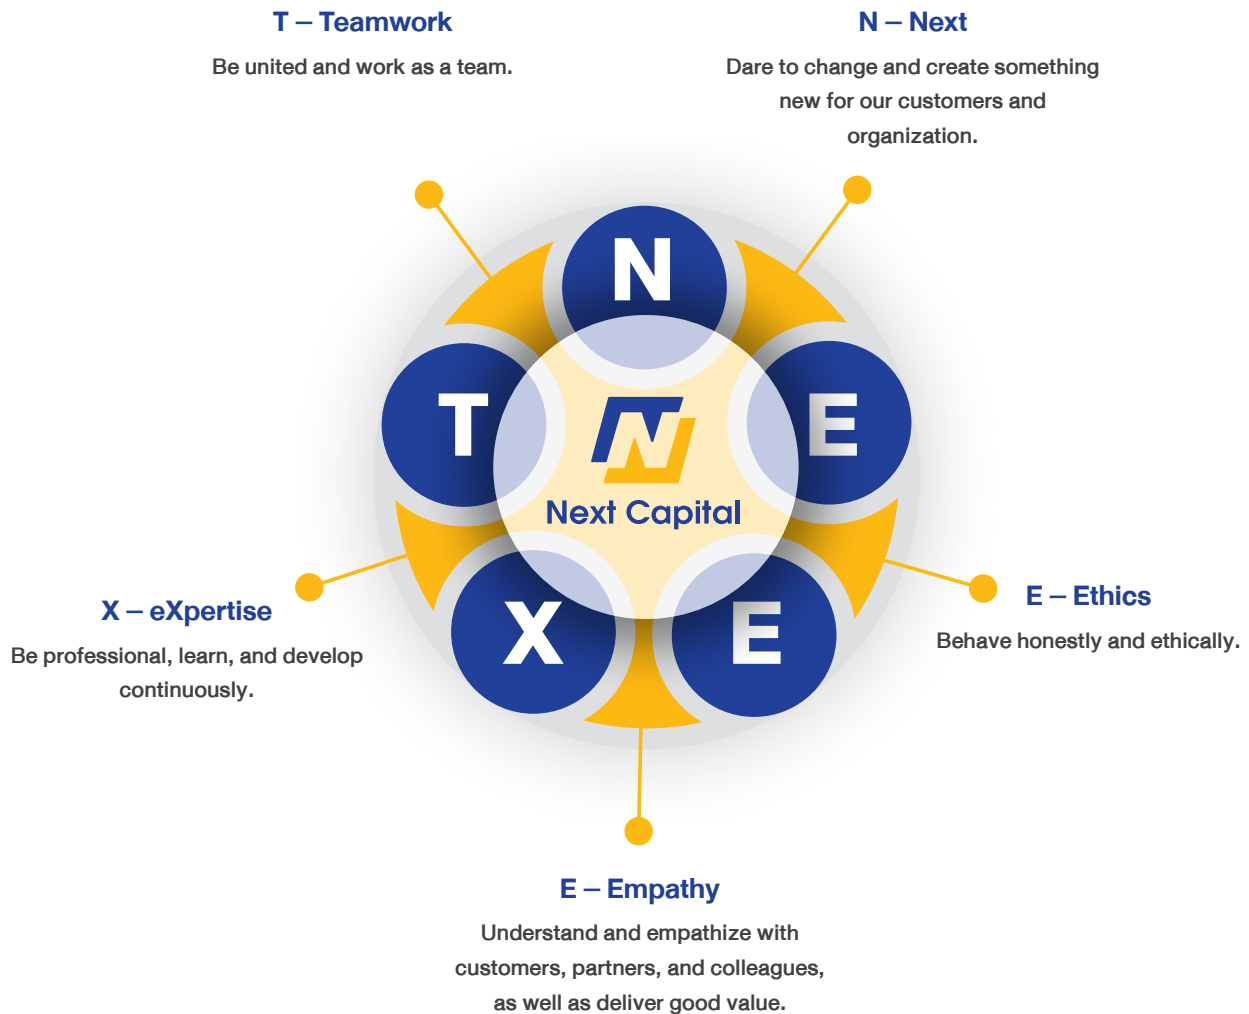 T – Teamwork
Be united and work as a team.
N – Next
Dare to change and create something
new for our customers and
organization.
N
T
E
Next Capital
X
E
X – eXpertise
Be professional, learn, and develop
continuously.
E – Ethics
Behave honestly and ethically.
E – Empathy
Understand and empathize with
customers, partners, and colleagues,
as well as deliver good value.